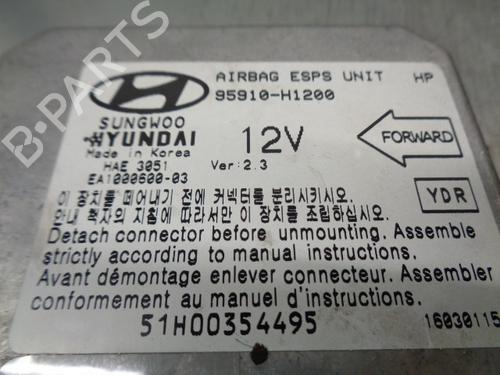 AIRBAG ESPS UNIT HP
95910-H1200
SUNGWOO
HYUNDAI
12V
FORWARD
Made in Korea
HAE 3051
Ver: 2.3
EA1000600-03
YDR
이 장치를 떼어내기 전에 커넥터를 분리시키시오.
안내 책자의 지침에 따라서만 이 장치를 조립하십시오.
Detach connector before unmounting. Assemble
strictly according to manual instructions.
Avant démontage enlever connecteur. Assembler
conformement au manuel d'instructions.
51H00354495
16030115
B-PARTS